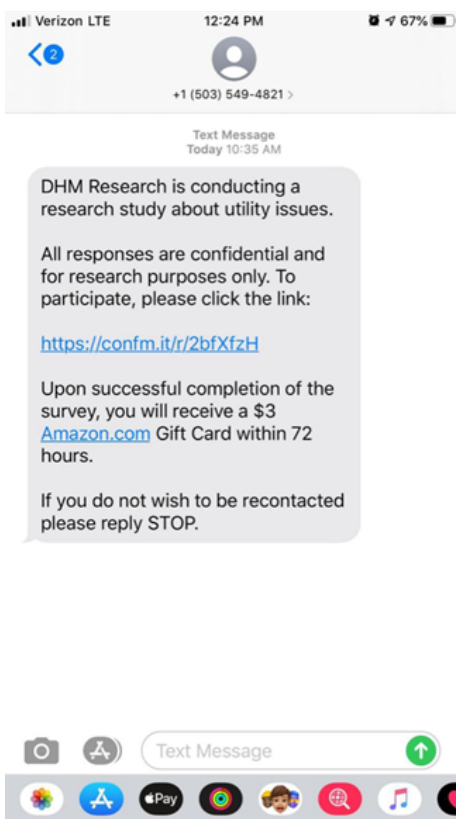 Verizon LTE 12:24 PM 67%
2
+1 (503) 549-4821 >
Text Message
Today 10:35 AM
DHM Research is conducting a
research study about utility issues.
All responses are confidential and
for research purposes only. To
participate, please click the link:
https://confm.it/r/2bfXfzH
Upon successful completion of the
survey, you will receive a $3
Amazon.com Gift Card within 72
hours.
If you do not wish to be recontacted
please reply STOP.
Text Message
Pay